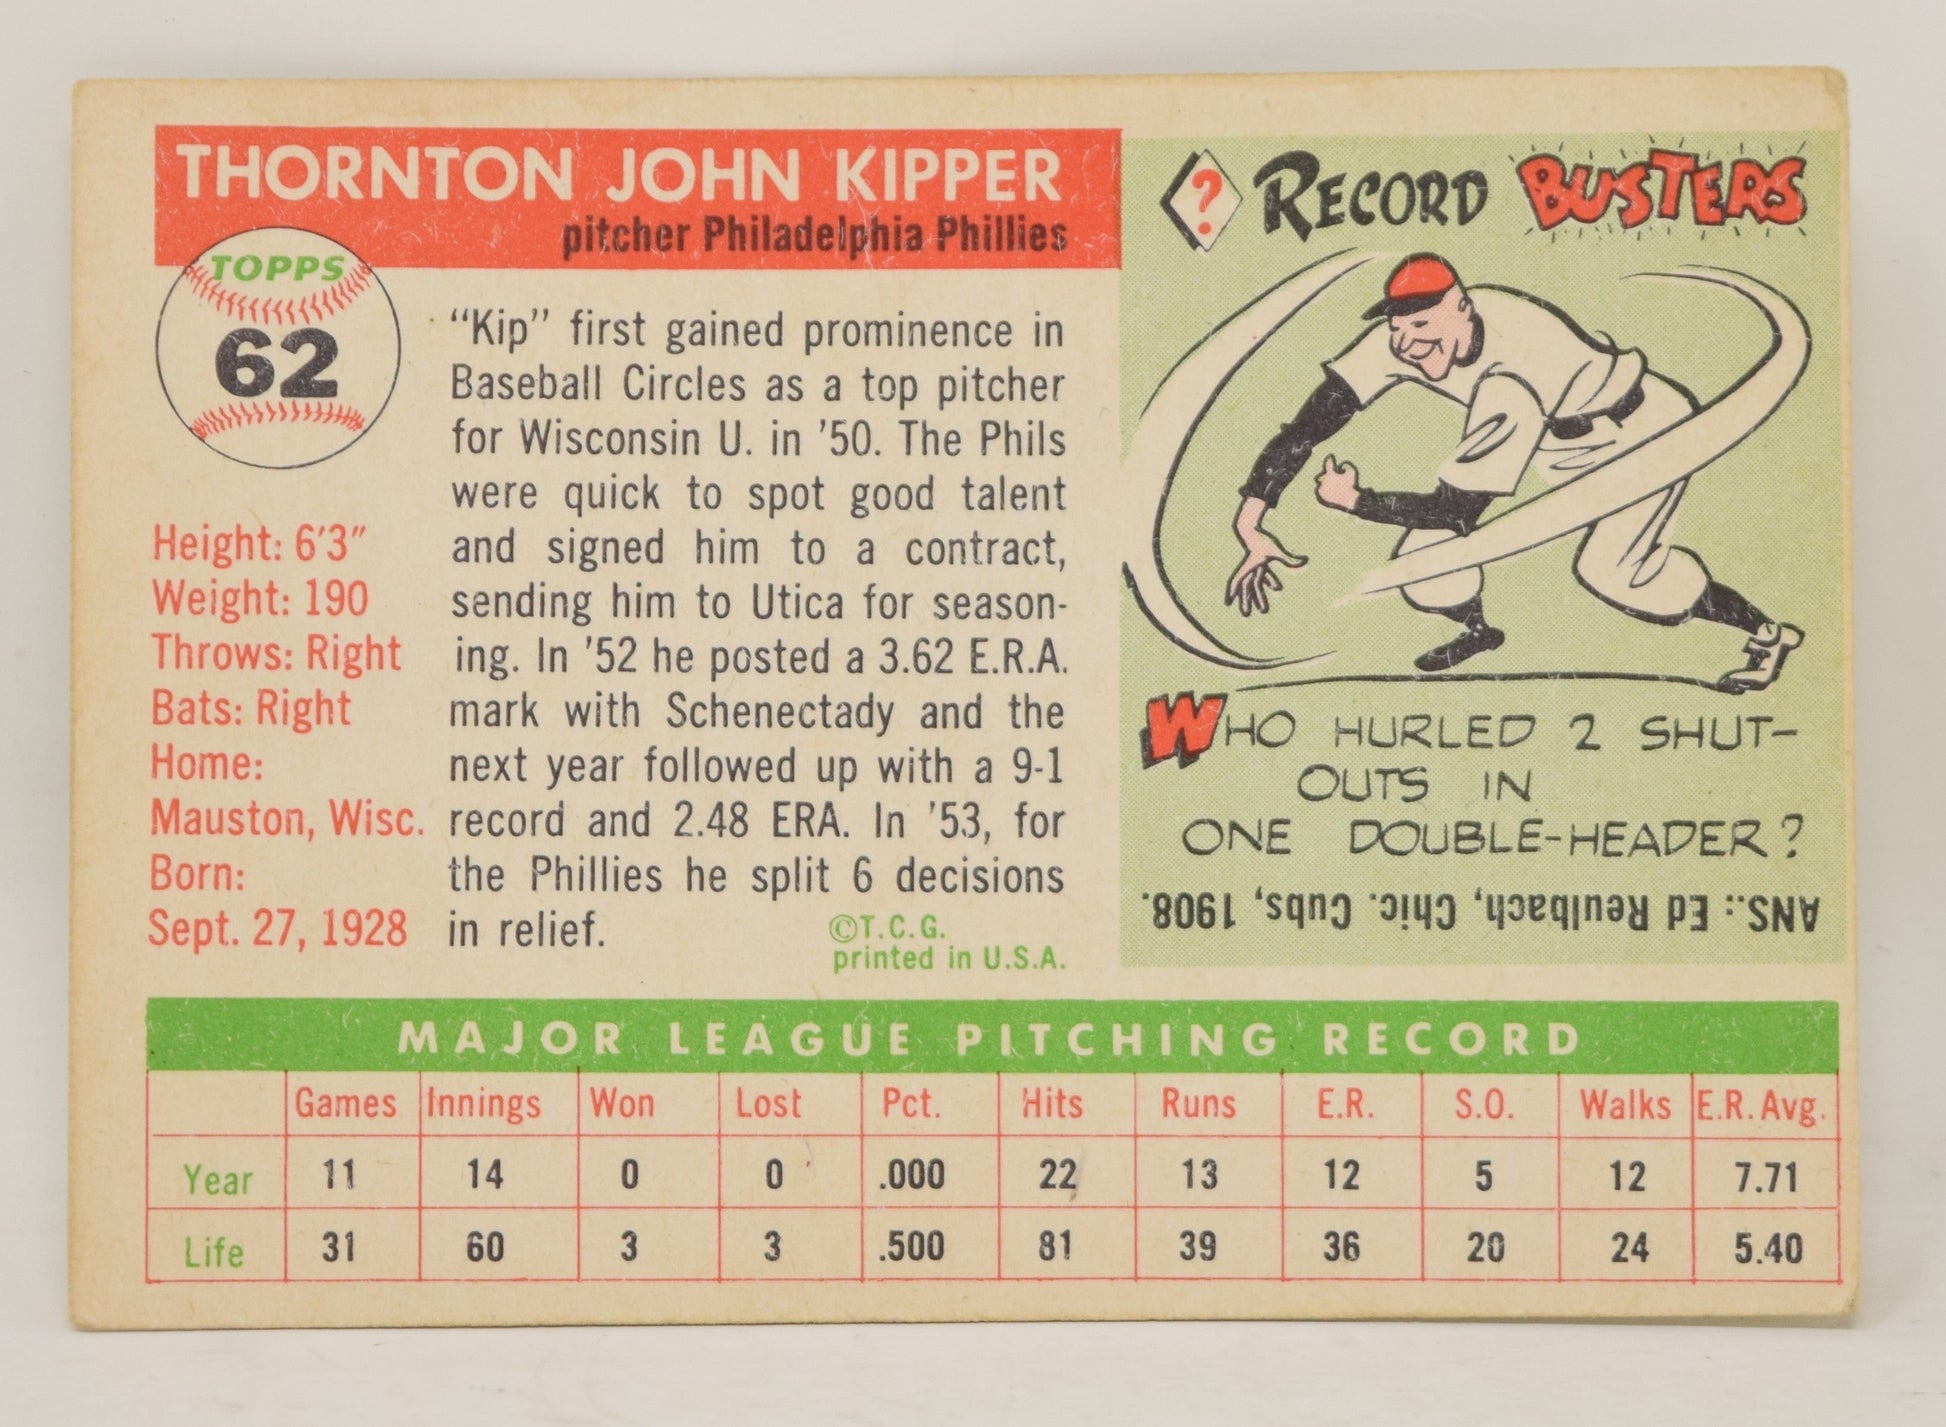 THORNTON JOHN KIPPER
pitcher Philadelphia Phillies
TOPPS
62
Height: 6'3"
Weight: 190
Throws: Right
Bats: Right
Home:
Mauston, Wisc.
Born:
Sept. 27, 1928
"Kip" first gained prominence in
Baseball Circles as a top pitcher
for Wisconsin U. in '50. The Phils
were quick to spot good talent
and signed him to a contract,
sending him to Utica for season-
ing. In '52 he posted a 3.62 E.R.A.
mark with Schenectady and the
next year followed up with a 9-1
record and 2.48 ERA. In '53, for
the Phillies he split 6 decisions
in relief.
©T.C.G.
printed in U.S.A.
? RECORD BUSTERS
WHO HURLED 2 SHUT-
OUTS IN
ONE DOUBLE-HEADER?
ANS.: Ed Reulbach, Chic. Cubs, 1908.
MAJOR LEAGUE PITCHING RECORD
Games Innings Won Lost Pct. Hits Runs E.R. S.O. Walks E.R. Avg.
Year 11 14 0 0 .000 22 13 12 5 12 7.71
Life 31 60 3 3 .500 81 39 36 20 24 5.40